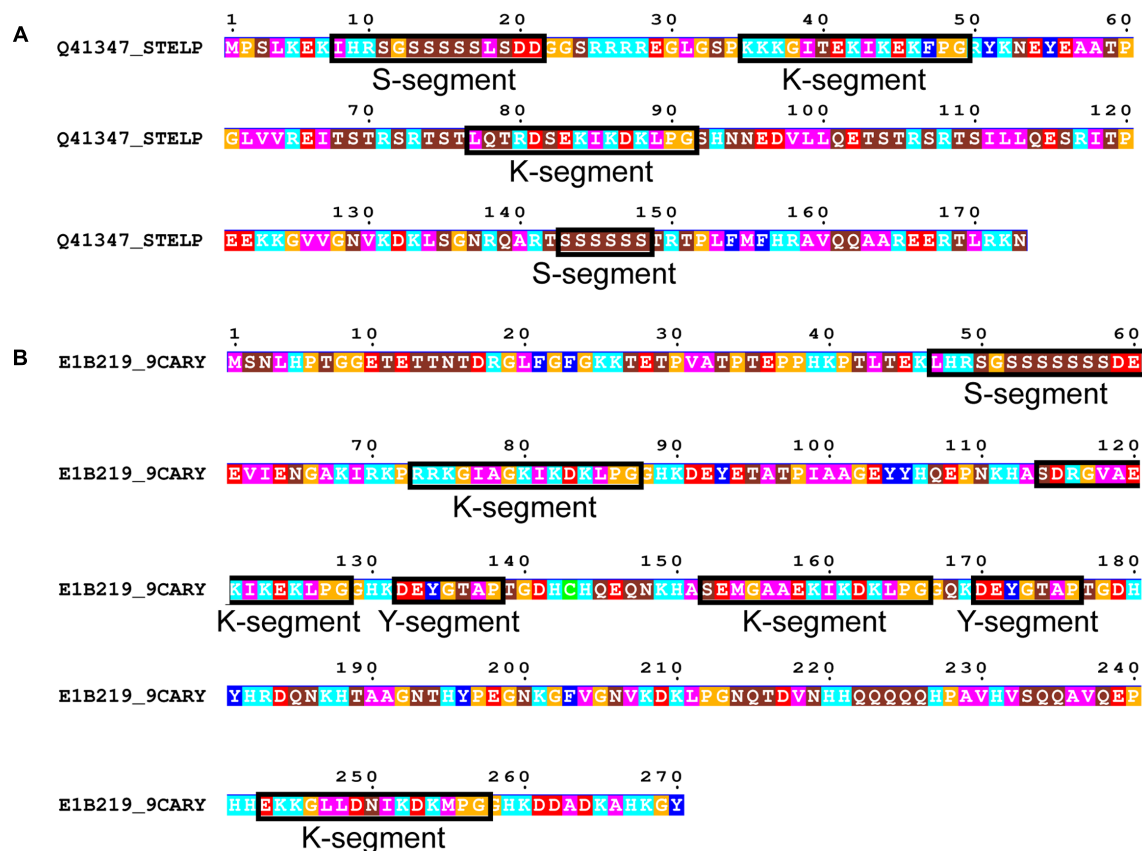 1 10 20 30 40 50 60
A
Q41347_STELP MPSLKEKIHRSGSSSSSLSDDGGSRRRREGLGSPKKKGITEKIKEKFPGRYKNEYEAATP
S-segment K-segment
70 80 90 100 110 120
Q41347_STELP GLVVREITSTRSRTSTLQTRDSEKIKDKLPGSHNNEDVLLQETSTRSRTSILLQESRITP
K-segment
130 140 150 160 170
Q41347_STELP EEKKGVVGNVKDKLSGNRQARTSSSSSSTRTPLFMFHRAVQQAAREERTLRKN
S-segment
1 10 20 30 40 50 60
B
E1B219_9CARY MSNLHPTGGETETTNTDRGLFGFGKKTETPVATPTEPPHKPTLTEKLHRSGSSSSSSSDE
S-segment
70 80 90 100 110 120
E1B219_9CARY EVIENGAKIRKPRRKGIAGKIKDKLPGGHKDEYETATPIAAGEYYHQEPNKHASDRGVAE
K-segment
130 140 150 160 170 180
E1B219_9CARY KIKEKLPGGHKDEYGTAPTGDHCHQEQNKHASEMGAAEKIKDKLPGGQKDEYGTAPTGDH
K-segment Y-segment K-segment Y-segment
190 200 210 220 230 240
E1B219_9CARY YHRDQNKHTAAGNTHYPEGNKGFVGNVKDKLPGNQTDVNHHQQQQQHPAVHVSQQAVQEP
250 260 270
E1B219_9CARY HHEKKGLLDNIKDKMPGGHKDDADKAHKGY
K-segment